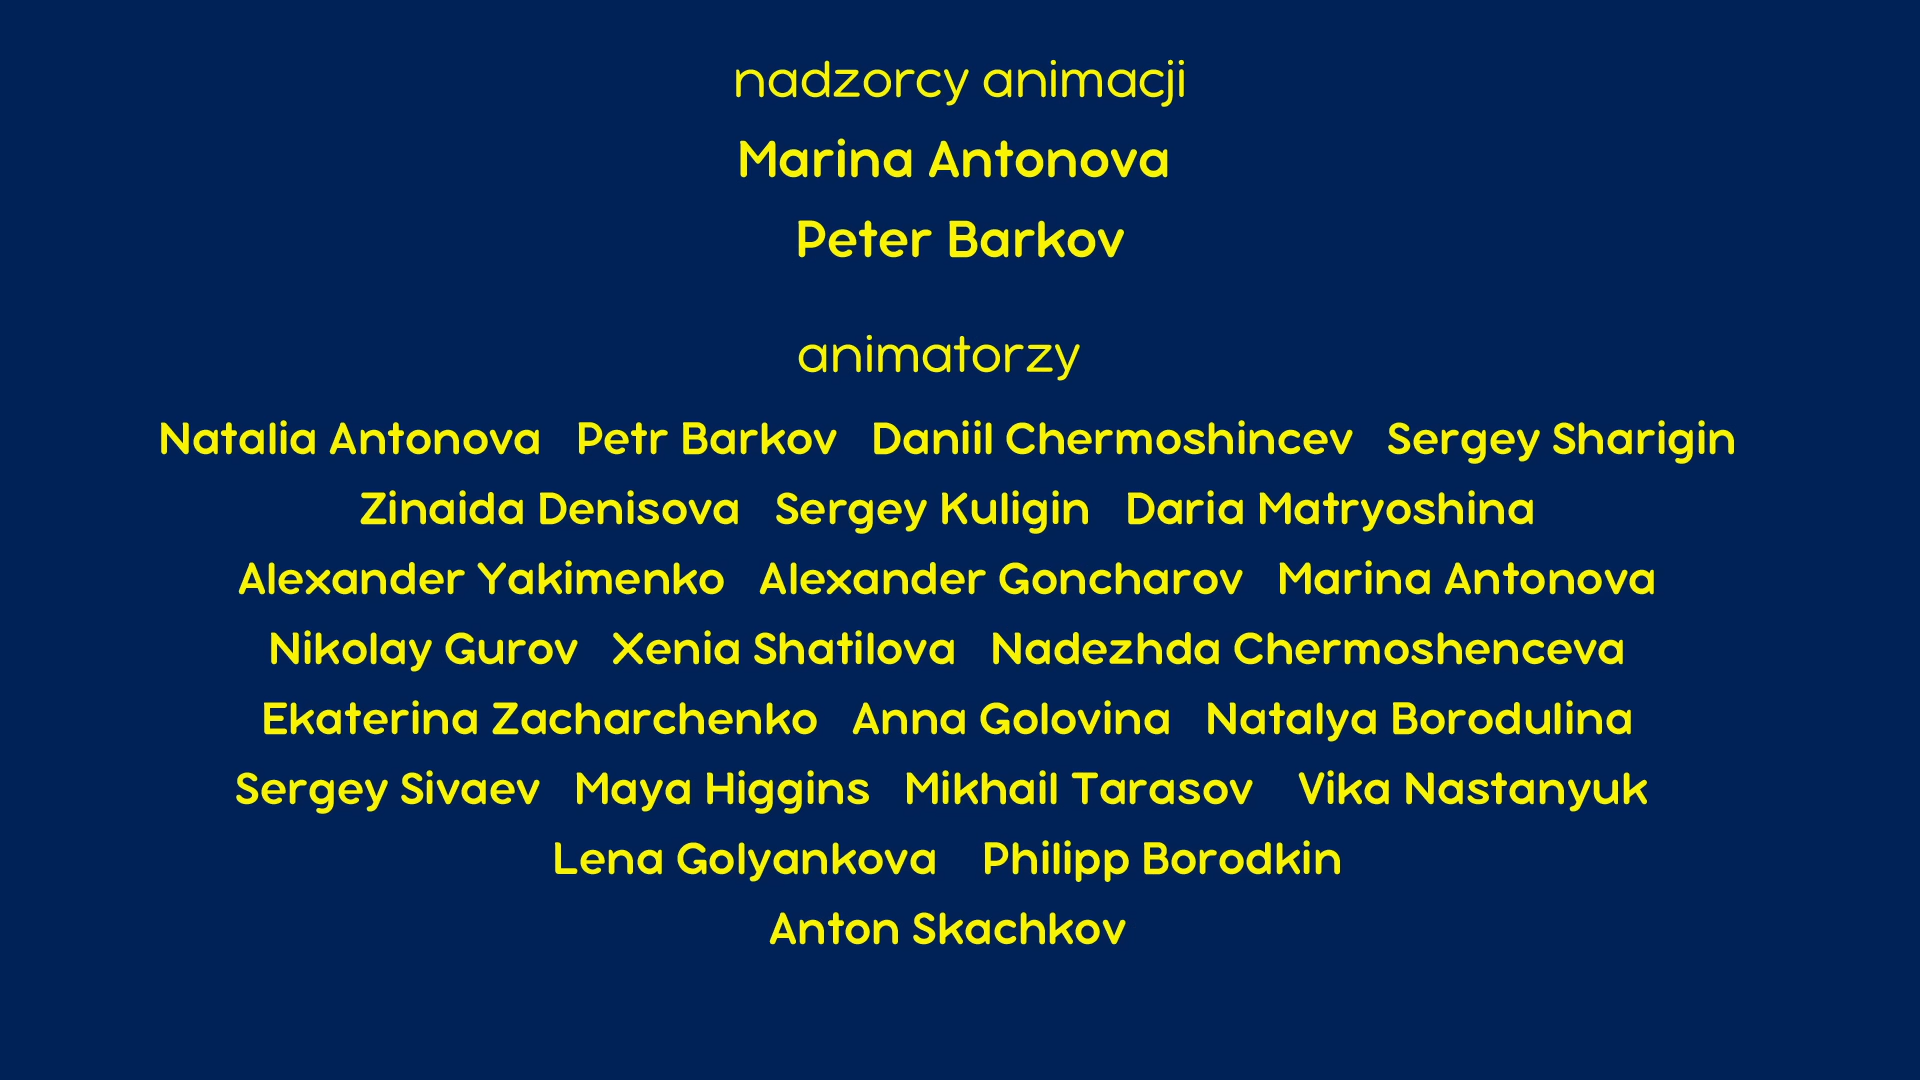 nadzorcy animacji
Marina Antonova
Peter Barkov
animatorzy
Natalia Antonova Petr Barkov Daniil Chermoshincev Sergey Sharigin
Zinaida Denisova Sergey Kuligin Daria Matryoshina
Alexander Yakimenko Alexander Goncharov Marina Antonova
Nikolay Gurov Xenia Shatilova Nadezhda Chermoshenceva
Ekaterina Zacharchenko Anna Golovina Natalya Borodulina
Sergey Sivaev Maya Higgins Mikhail Tarasov Vika Nastanyuk
Lena Golyankova Philipp Borodkin
Anton Skachkov